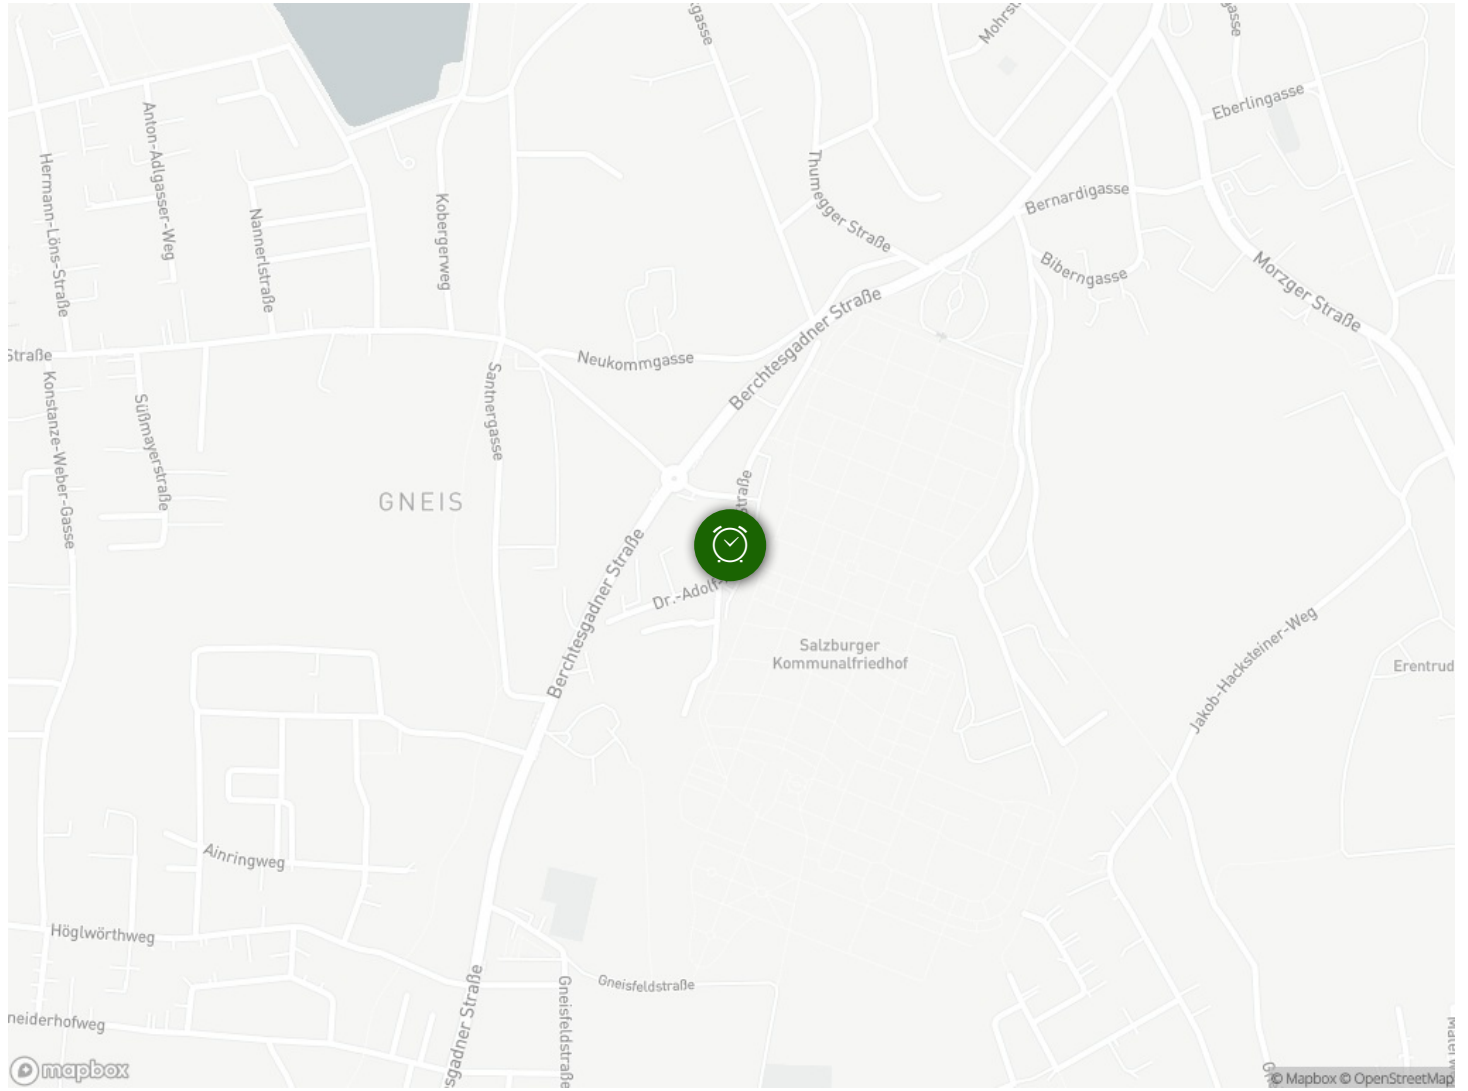 gasse
Mohrst
gasse
Eberlingasse
Anton-Adlgasser-Weg
Hermann-Löns-Straße
Nannerlstraße
Kobergerweg
Thumegger Straße
Bernardigasse
Biberngasse
Morzger Straße
Berchtesgadner Straße
Straße
Neukommgasse
Santnergasse
Konstanze-Weber-Gasse
Süßmayerstraße
GNEIS
straße
Berchtesgadner Straße
Dr.-Adolf-
Salzburger
Kommunalfriedhof
Jakob-Hacksteiner-Weg
Erentrud
Ainringweg
Höglwörthweg
Gneisfeldstraße
Gneisfeldstraße
neiderhofweg
sgadner Straße
mapbox
© Mapbox © OpenStreetMap